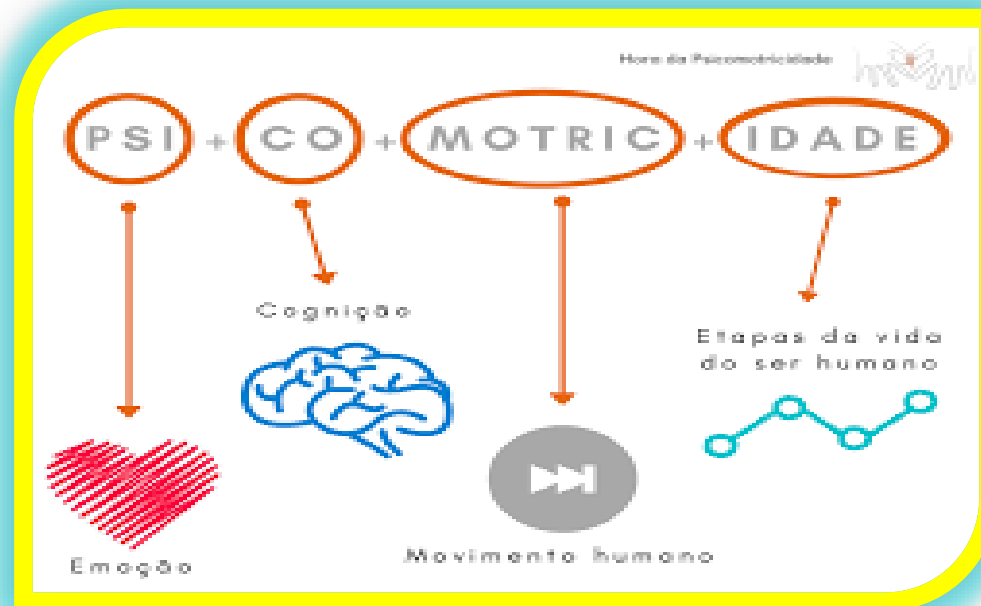 Hora da Psicomotricidade
PSI + CO + MOTRIC + IDADE
Cognição
Etapas da vida
do ser humano
Emoção
Movimento humano